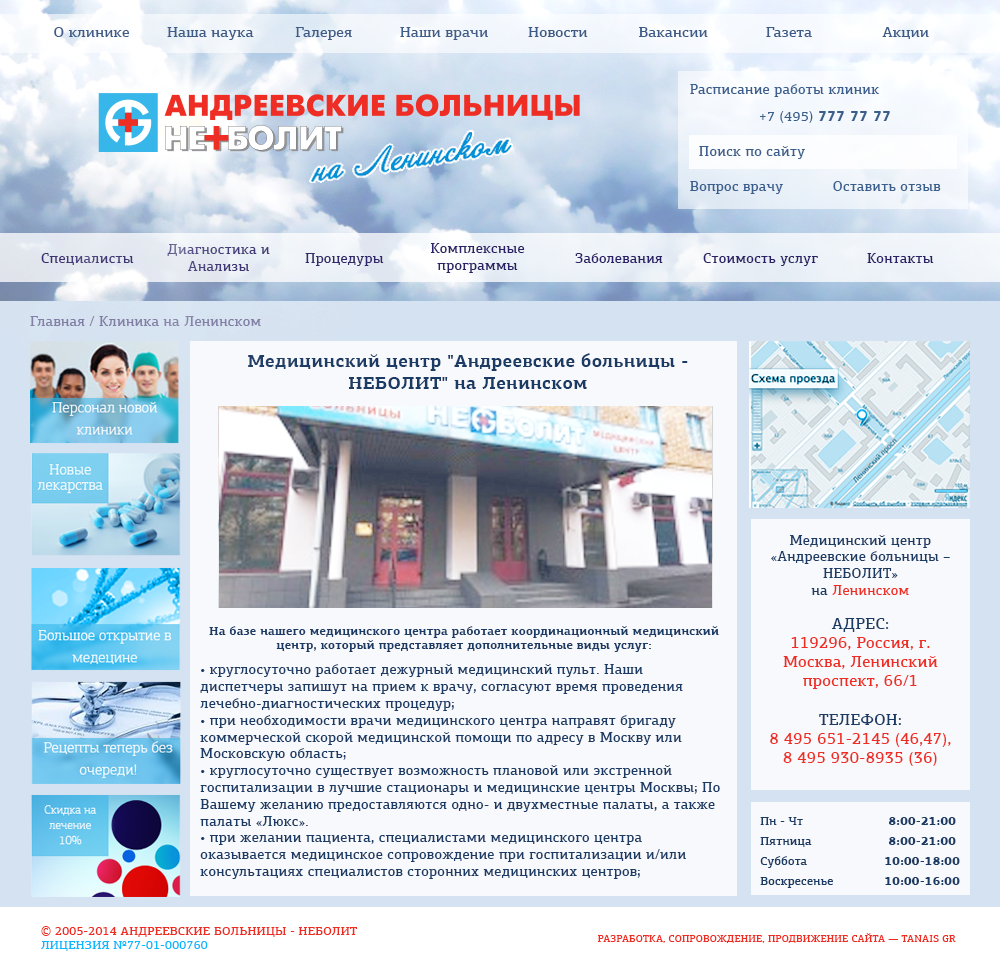 О клинике
Наша наука
Галерея
Наши врачи
Новости
Вакансии
Газета
Акции
АНДРЕЕВСКИЕ БОЛЬНИЦЫ
НЕ+БОЛИТ
на Ленинском
Расписание работы клиник
+7 (495) 777 77 77
Поиск по сайту
Вопрос врачу
Оставить отзыв
Специалисты
Диагностика и
Анализы
Процедуры
Комплексные
программы
Заболевания
Стоимость услуг
Контакты
Главная / Клиника на Ленинском
Персонал новой
клиники
Новые
лекарства
Большое открытие в
медецине
Рецепты теперь без
очереди!
Скидка на
лечение
10%
Медицинский центр "Андреевские больницы -
НЕБОЛИТ" на Ленинском
На базе нашего медицинского центра работает координационный медицинский
центр, который представляет дополнительные виды услуг:
• круглосуточно работает дежурный медицинский пульт. Наши
диспетчеры запишут на прием к врачу, согласуют время проведения
лечебно-диагностических процедур;
• при необходимости врачи медицинского центра направят бригаду
коммерческой скорой медицинской помощи по адресу в Москву или
Московскую область;
• круглосуточно существует возможность плановой или экстренной
госпитализации в лучшие стационары и медицинские центры Москвы; По
Вашему желанию предоставляются одно- и двухместные палаты, а также
палаты «Люкс».
• при желании пациента, специалистами медицинского центра
оказывается медицинское сопровождение при госпитализации и/или
консультациях специалистов сторонних медицинских центров;
Схема проезда
Ленинский просп
Медицинский центр
«Андреевские больницы –
НЕБОЛИТ»
на Ленинском
АДРЕС:
119296, Россия, г.
Москва, Ленинский
проспект, 66/1
ТЕЛЕФОН:
8 495 651-2145 (46,47),
8 495 930-8935 (36)
Пн - Чт 8:00-21:00
Пятница 8:00-21:00
Суббота 10:00-18:00
Воскресенье 10:00-16:00
© 2005-2014 АНДРЕЕВСКИЕ БОЛЬНИЦЫ - НЕБОЛИТ
ЛИЦЕНЗИЯ №77-01-000760
РАЗРАБОТКА, СОПРОВОЖДЕНИЕ, ПРОДВИЖЕНИЕ САЙТА — TANAIS GR